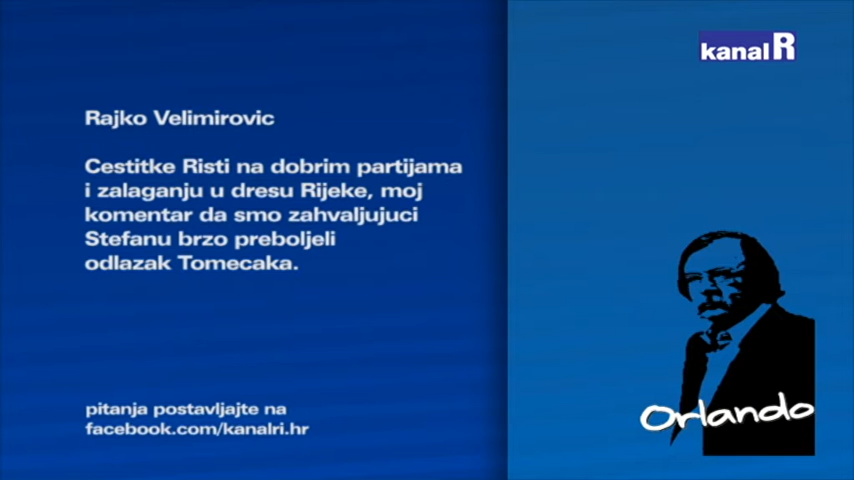 kanal R
Rajko Velimirovic
Cestitke Risti na dobrim partijama
i zalaganju u dresu Rijeke, moj
komentar da smo zahvaljujuci
Stefanu brzo preboljeli
odlazak Tomecaka.
pitanja postavljajte na
facebook.com/kanalri.hr
Orlando